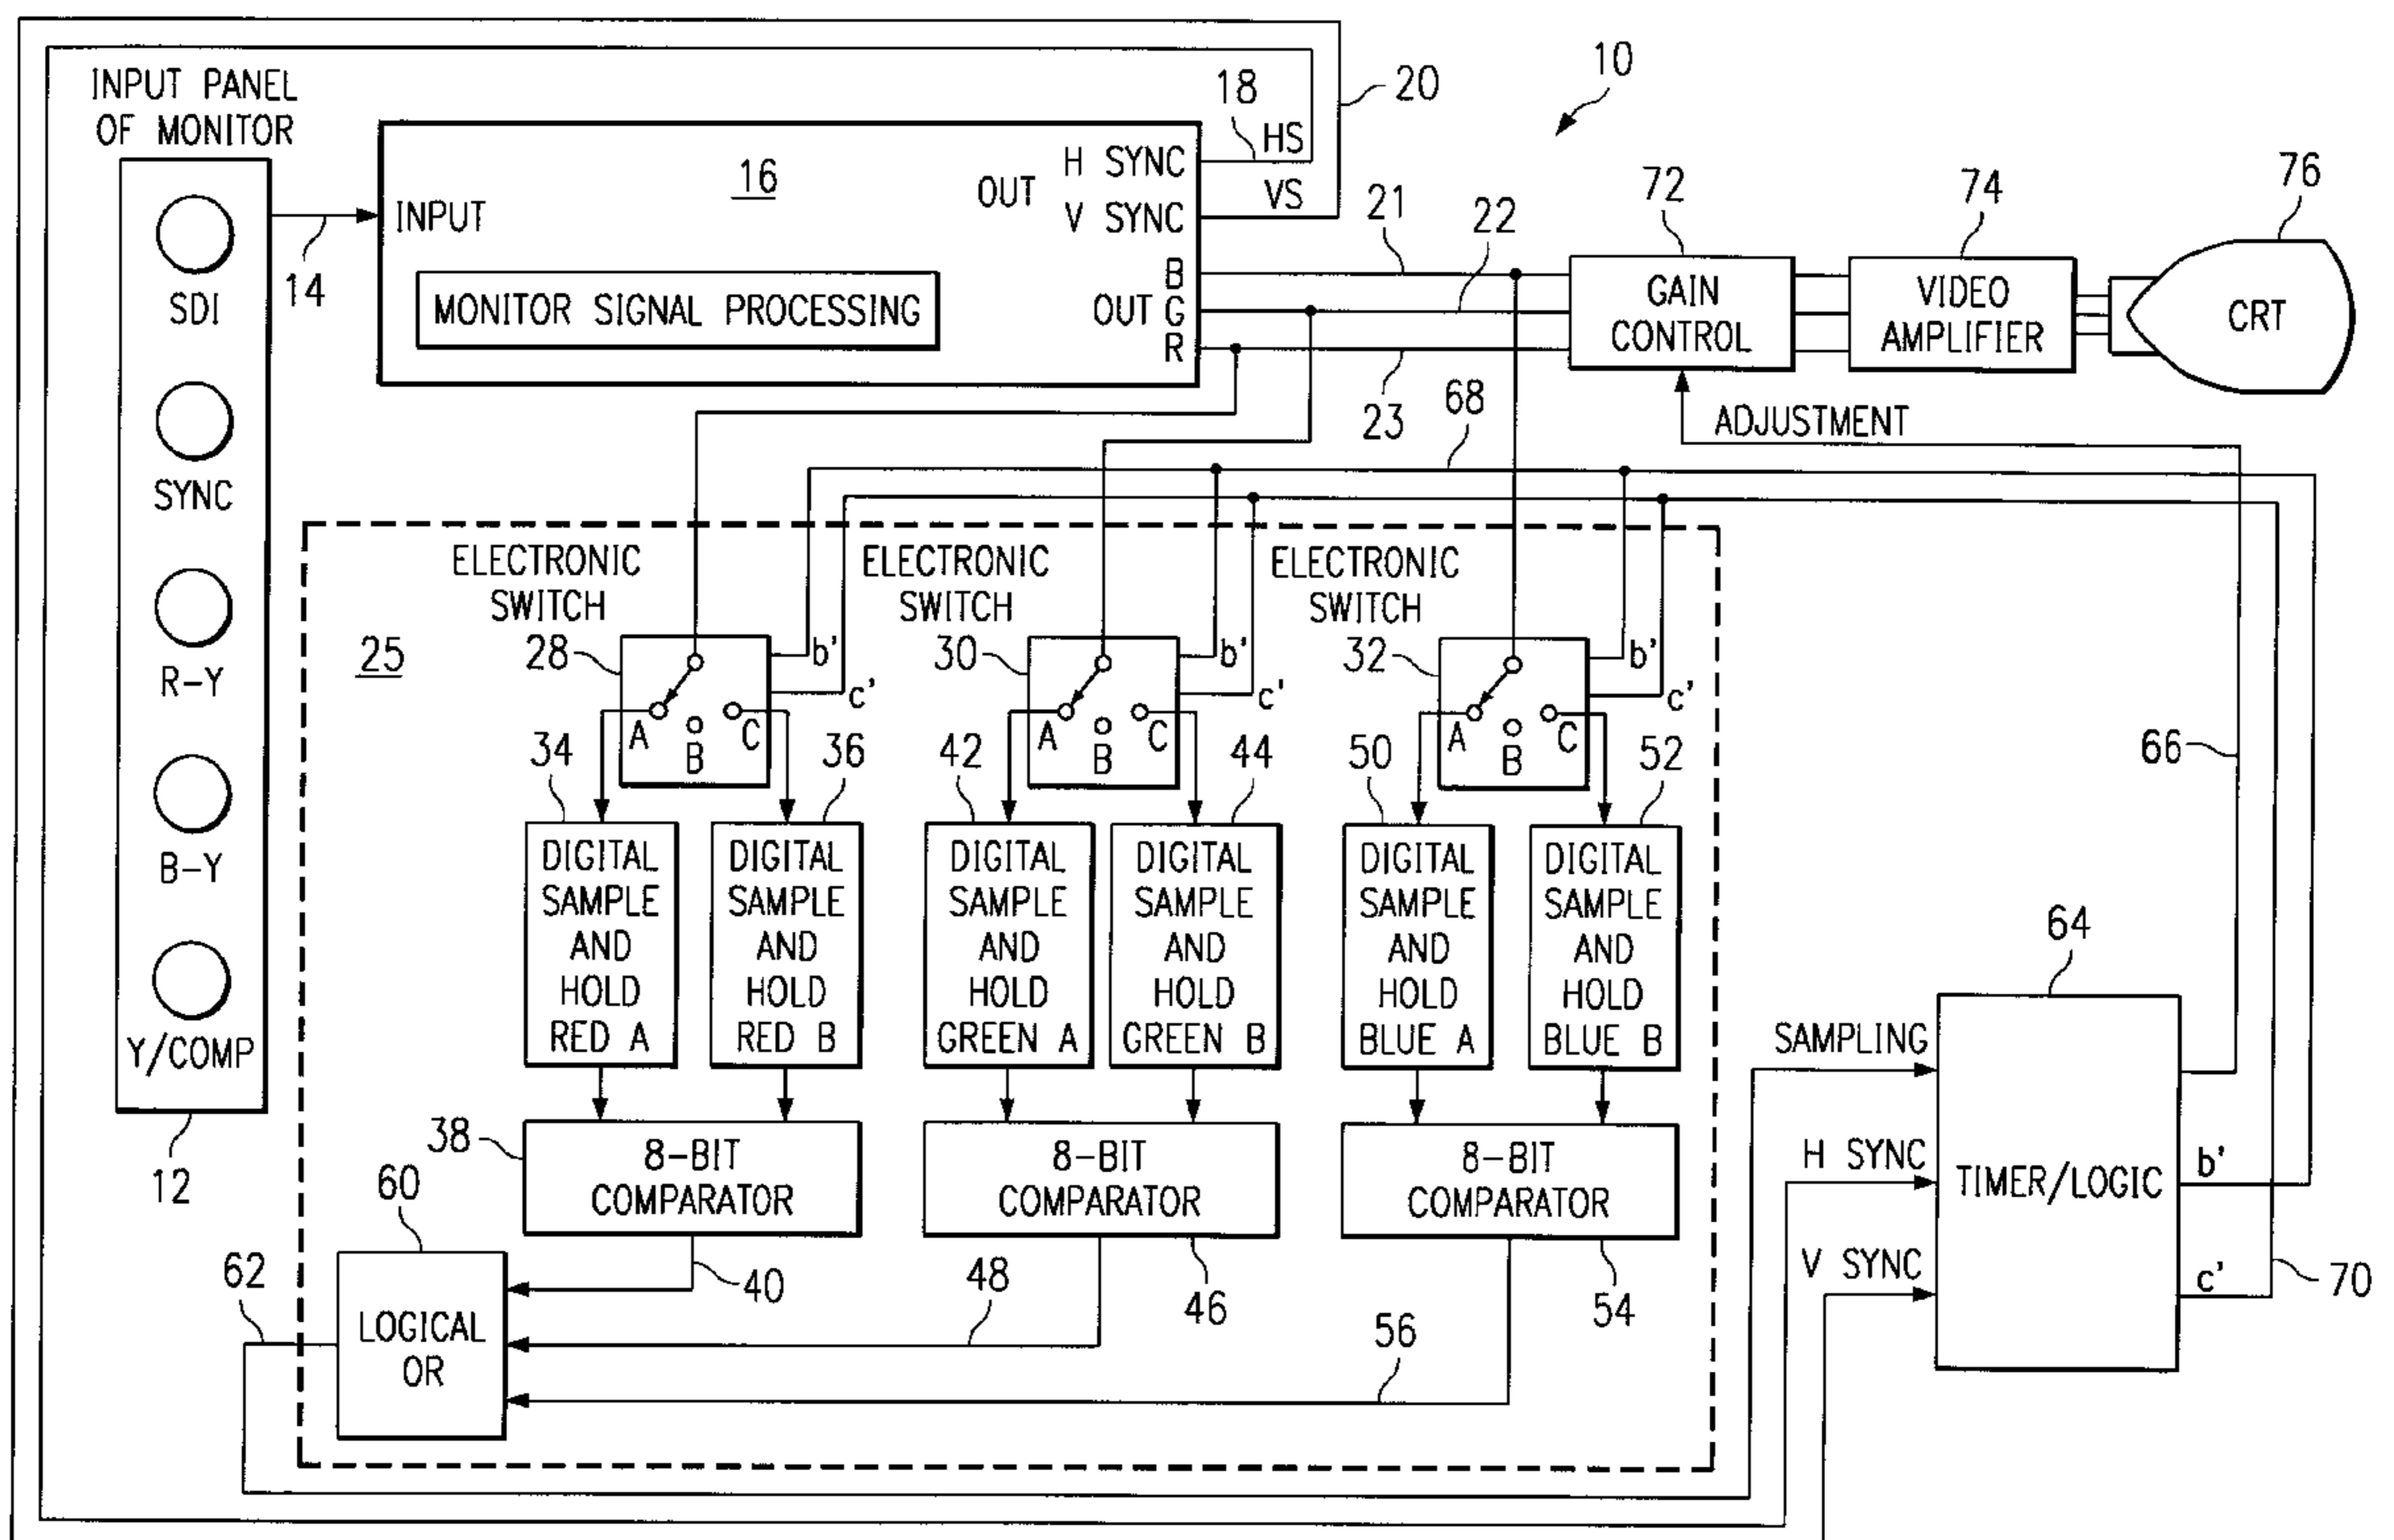 10
INPUT PANEL
OF MONITOR
SDI
SYNC
R-Y
B-Y
Y/COMP
12
14
INPUT
16
MONITOR SIGNAL PROCESSING
OUT
H SYNC
V SYNC
OUT
B
G
R
18
HS
VS
20
21
22
23
72
GAIN
CONTROL
74
VIDEO
AMPLIFIER
76
CRT
ADJUSTMENT
68
25
ELECTRONIC
SWITCH
28
b'
c'
A
B
C
ELECTRONIC
SWITCH
30
b'
c'
A
B
C
ELECTRONIC
SWITCH
32
b'
c'
A
B
C
34
DIGITAL
SAMPLE
AND
HOLD
RED A
36
DIGITAL
SAMPLE
AND
HOLD
RED B
42
DIGITAL
SAMPLE
AND
HOLD
GREEN A
44
DIGITAL
SAMPLE
AND
HOLD
GREEN B
50
DIGITAL
SAMPLE
AND
HOLD
BLUE A
52
DIGITAL
SAMPLE
AND
HOLD
BLUE B
38
8-BIT
COMPARATOR
8-BIT
COMPARATOR
46
8-BIT
COMPARATOR
54
40
48
56
60
LOGICAL
OR
62
64
TIMER/LOGIC
SAMPLING
H SYNC
V SYNC
b'
c'
66
70